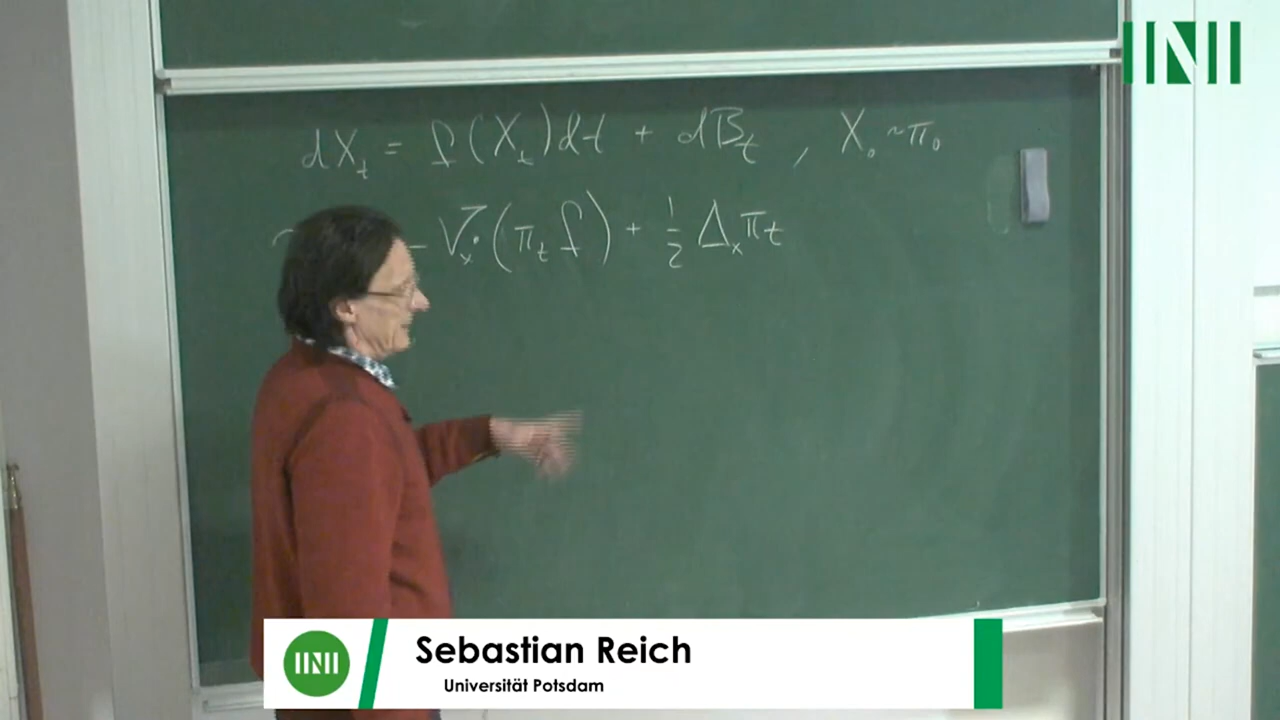 INI
dX_t = f(X_t)dt + dB_t , X_0 ~ π_0
- ∇_x·(π_t f) + 1/2 Δ_x π_t
INI
Sebastian Reich
Universität Potsdam